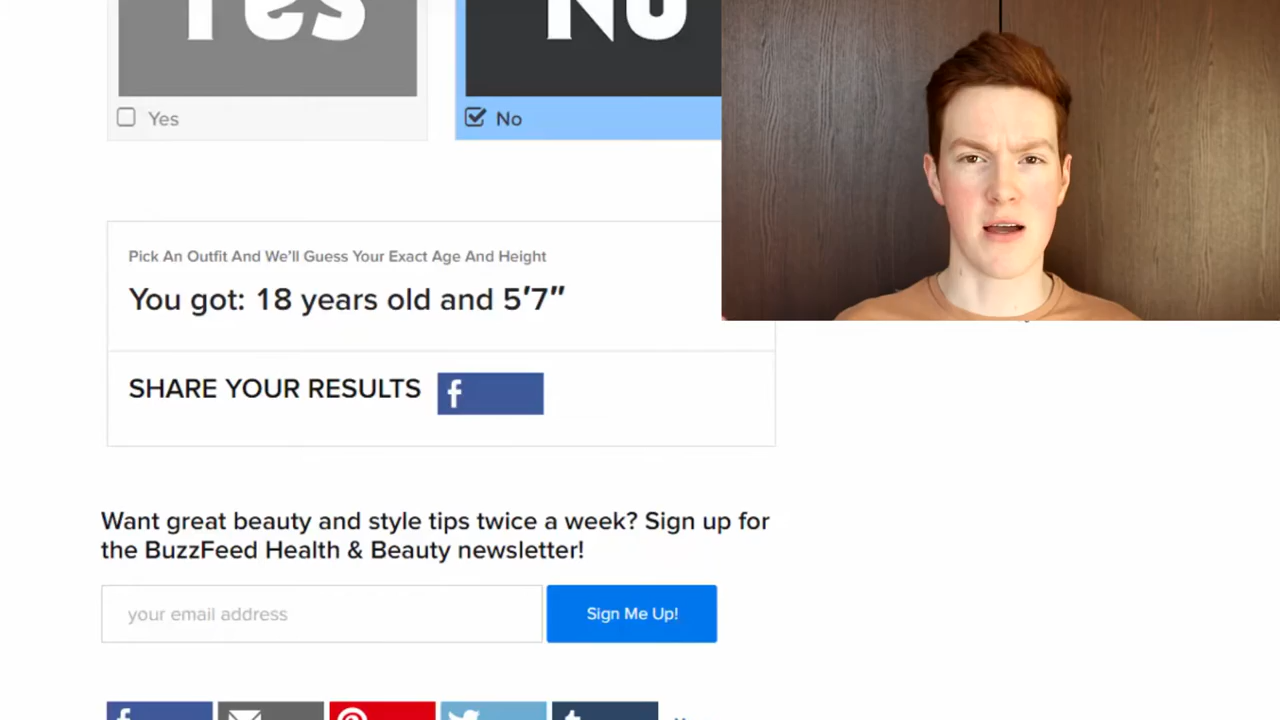 Yes
No
Yes
No
Pick An Outfit And We'll Guess Your Exact Age And Height
You got: 18 years old and 5′7″
SHARE YOUR RESULTS
Want great beauty and style tips twice a week? Sign up for
the BuzzFeed Health & Beauty newsletter!
your email address
Sign Me Up!